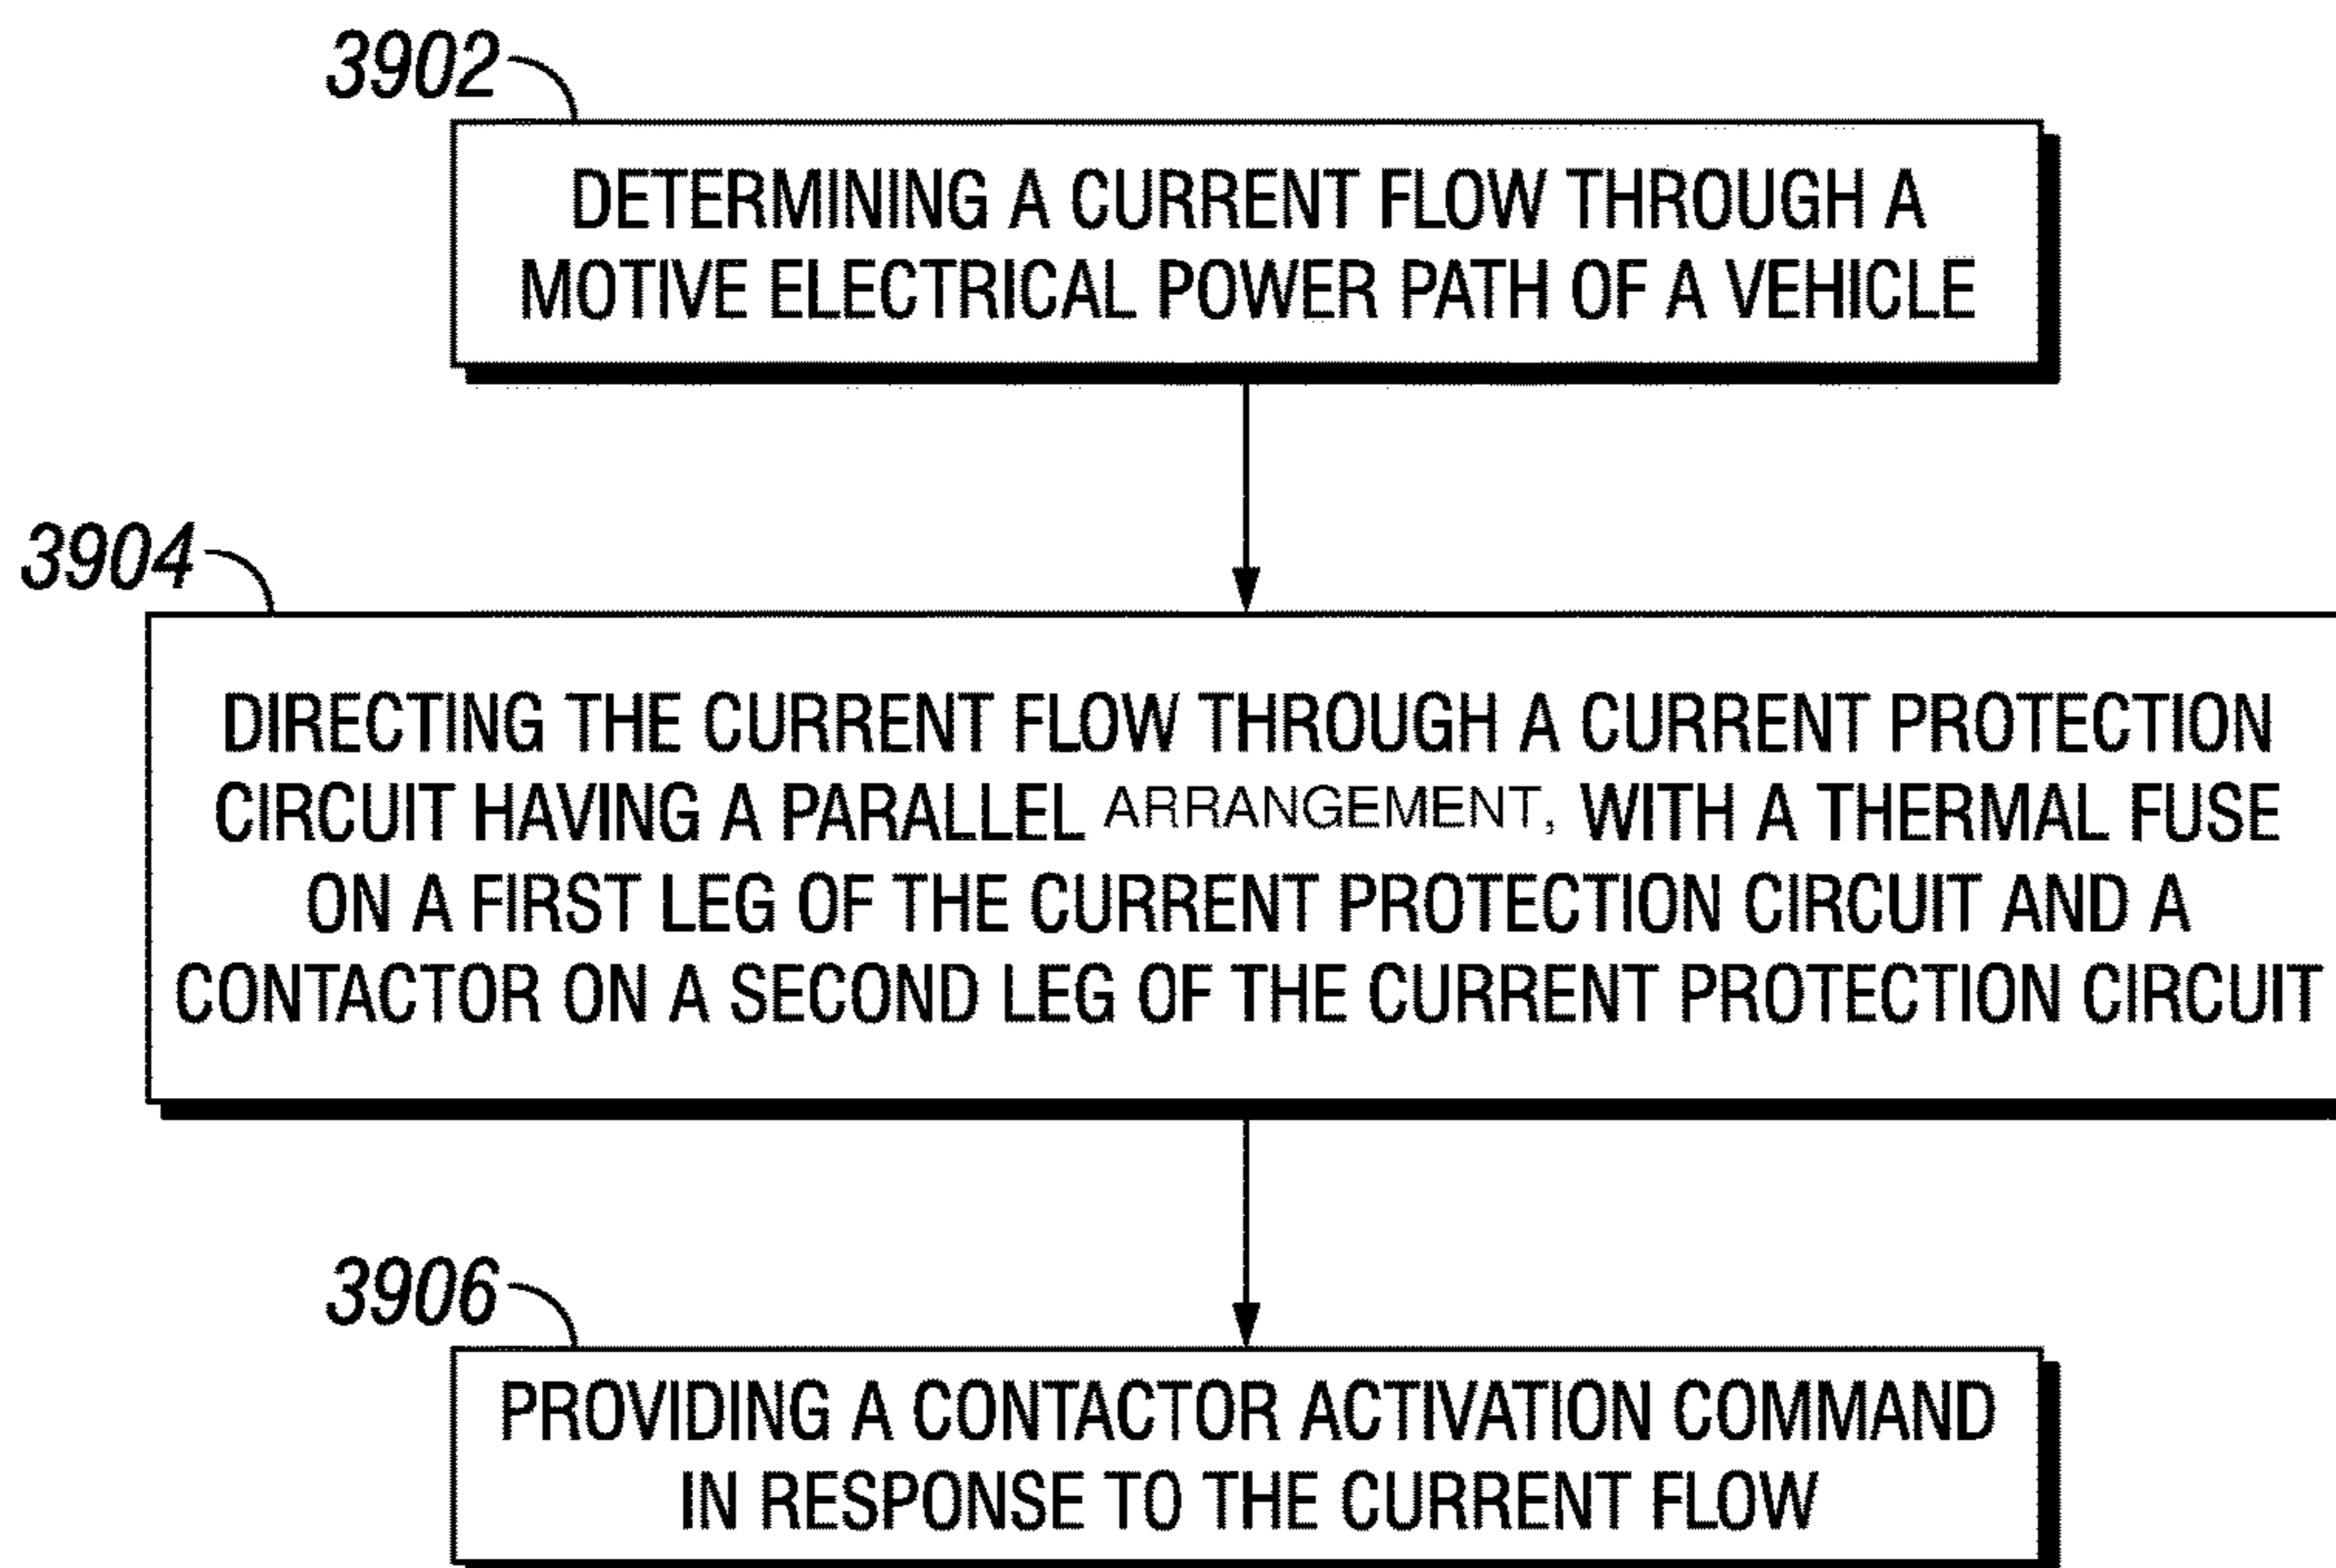 3902
DETERMINING A CURRENT FLOW THROUGH A
MOTIVE ELECTRICAL POWER PATH OF A VEHICLE
3904
DIRECTING THE CURRENT FLOW THROUGH A CURRENT PROTECTION
CIRCUIT HAVING A PARALLEL ARRANGEMENT, WITH A THERMAL FUSE
ON A FIRST LEG OF THE CURRENT PROTECTION CIRCUIT AND A
CONTACTOR ON A SECOND LEG OF THE CURRENT PROTECTION CIRCUIT
3906
PROVIDING A CONTACTOR ACTIVATION COMMAND
IN RESPONSE TO THE CURRENT FLOW